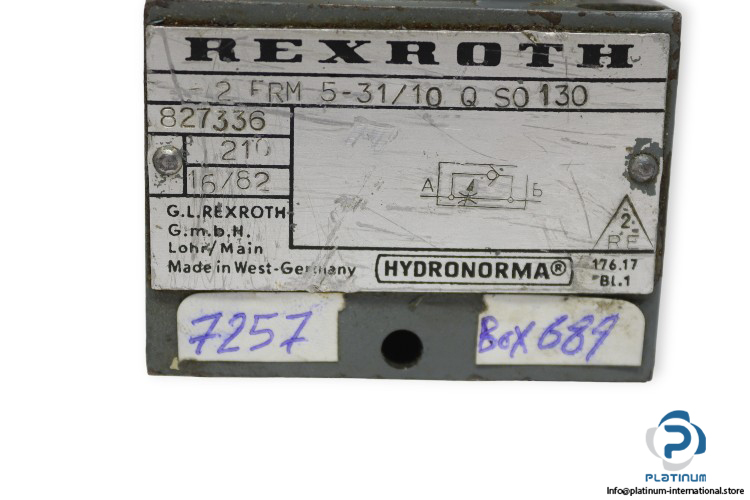 REXROTH
2 FRM 5-31/10 Q SO 130
827336
210
16/82
A Б
G.L.REXROTH
G.m.b.H.
Lohr/Main
Made in West-Germany
HYDRONORMA®
2
176.17
Bl.1
7257
Box 689
PLATINUM
Info@platinum-international.store